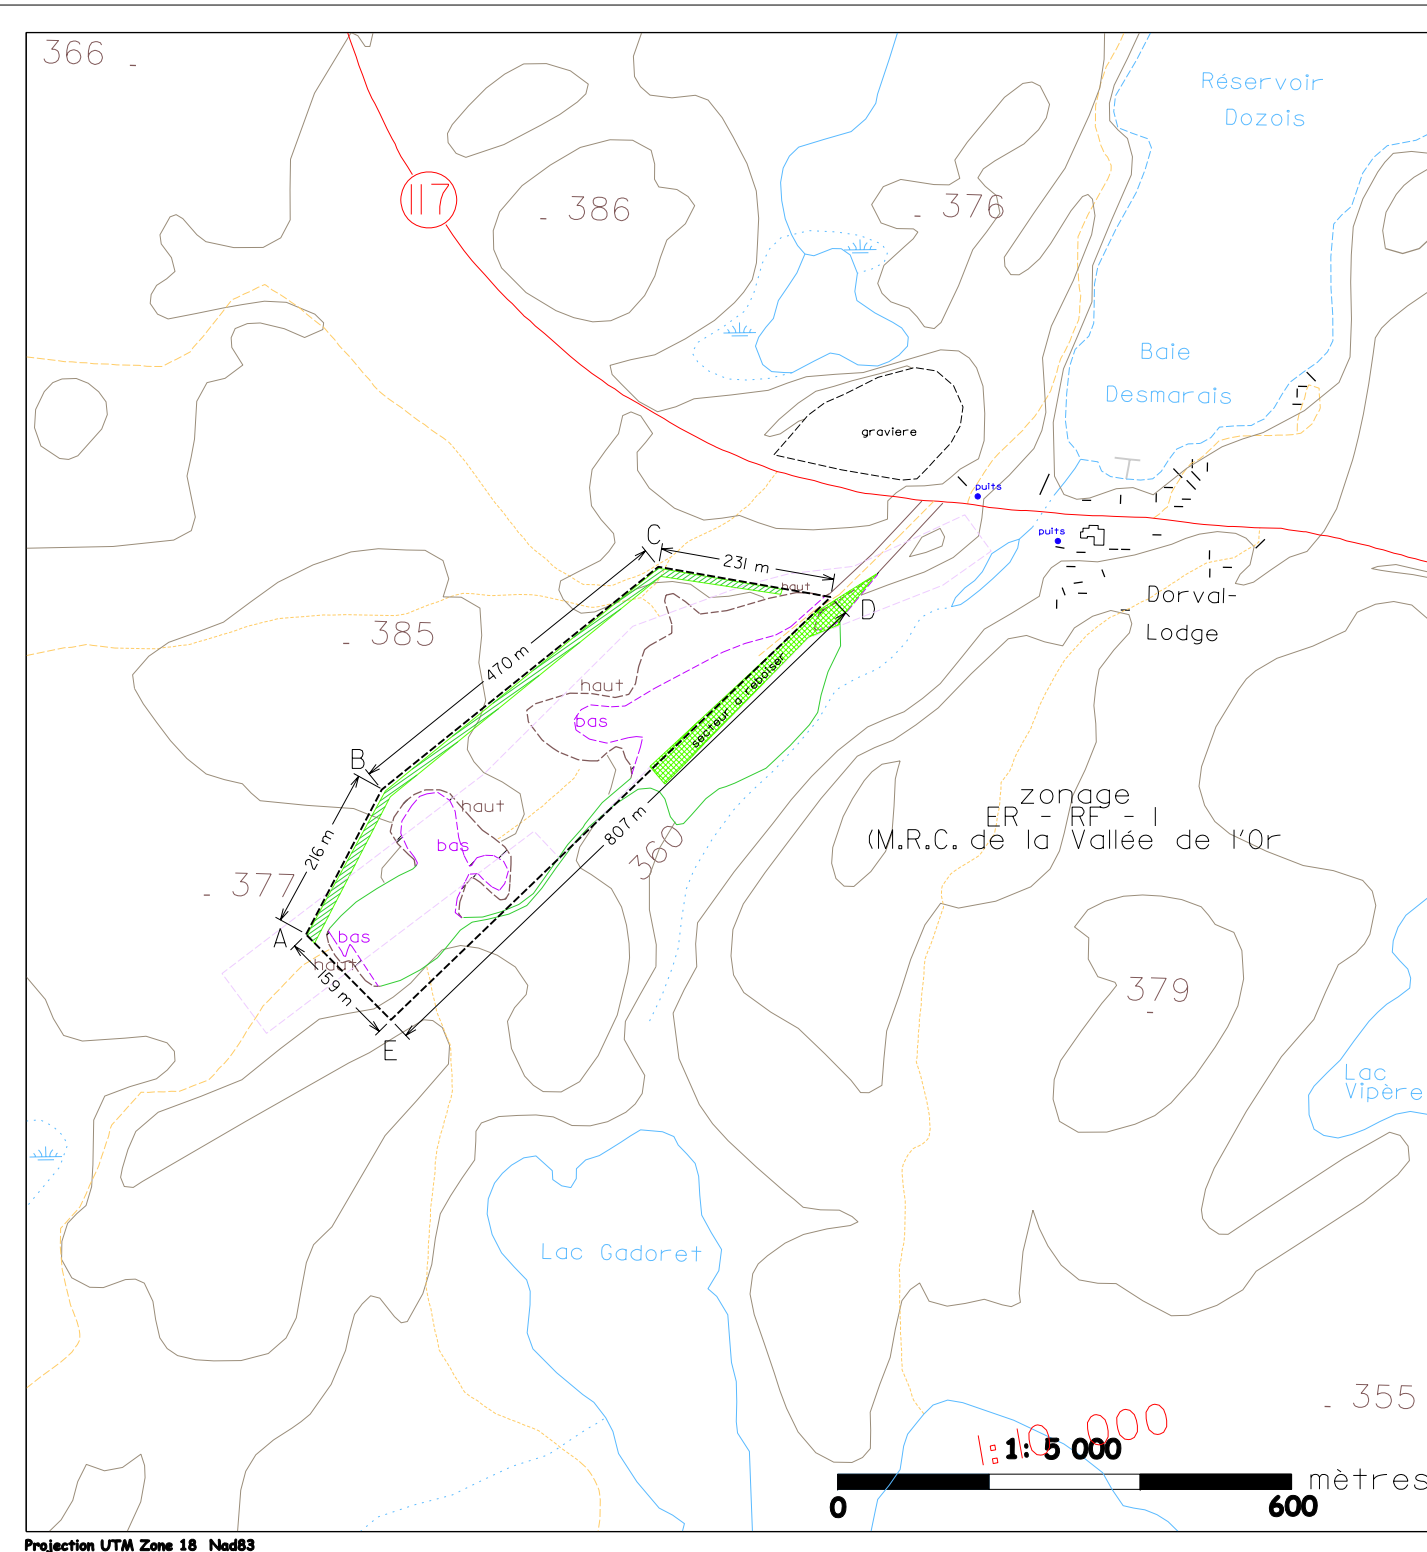 366
Réservoir
Dozois
117
386
376
Baie
Desmarais
graviere
puits
puits
C
231 m
haut
D
Dorval-
Lodge
385
470 m
haut
bas
secteur a reboiser
B
haut
bas
216 m
807 m
360
zonage
ER - RF - 1
(M.R.C. de la Vallée de l'Or
377
A
bas
haut
159 m
E
379
Lac
Vipère
Lac Gadoret
355
1:10 000
1: 5 000
mètres
0
600
Projection UTM Zone 18 Nad83